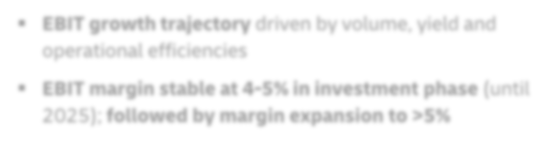 ▪ EBIT growth trajectory driven by volume, yield and
operational efficiencies
▪ EBIT margin stable at 4-5% in investment phase (until
2025); followed by margin expansion to >5%